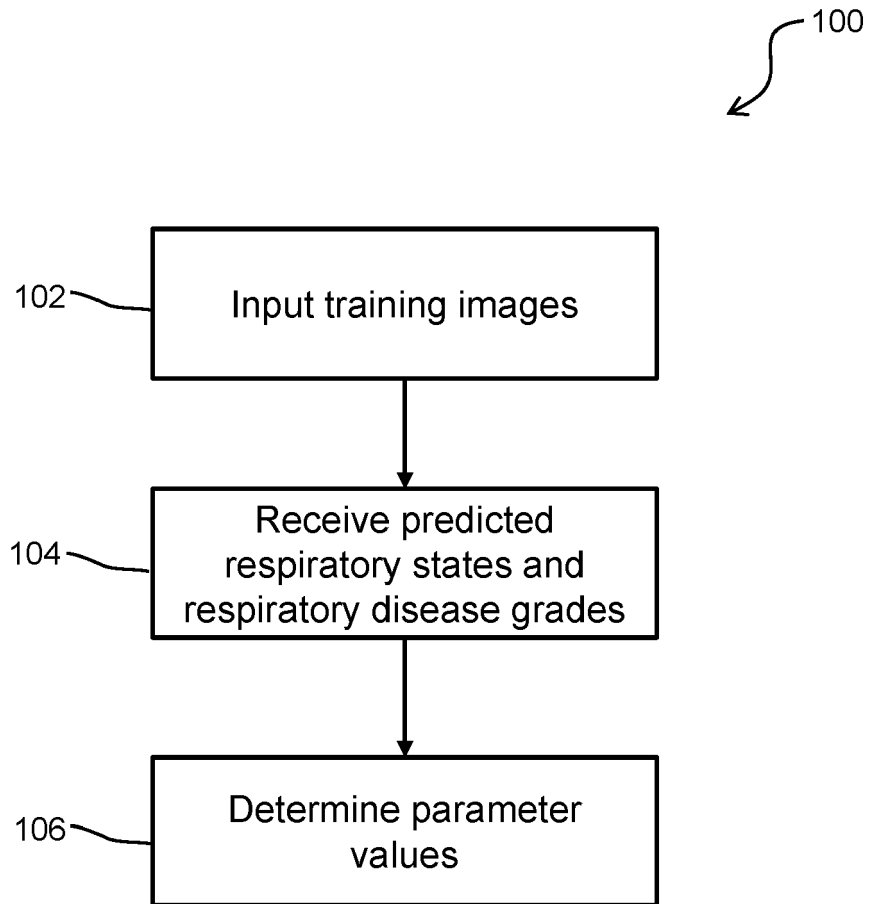 100
102
Input training images
104
Receive predicted
respiratory states and
respiratory disease grades
106
Determine parameter
values